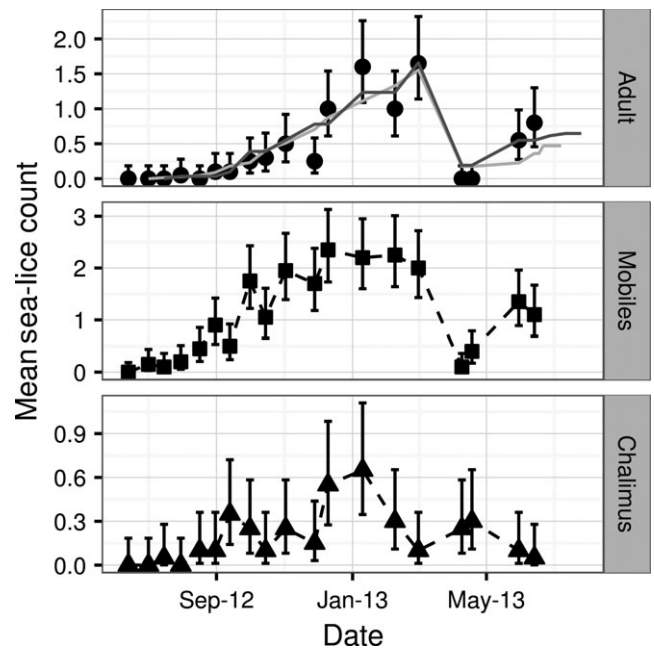 Mean sea-lice count
2.0
1.5
1.0
0.5
0.0
Adult
3
2
1
0
Mobiles
0.9
0.6
0.3
0.0
Chalimus
Sep-12 Jan-13 May-13
Date